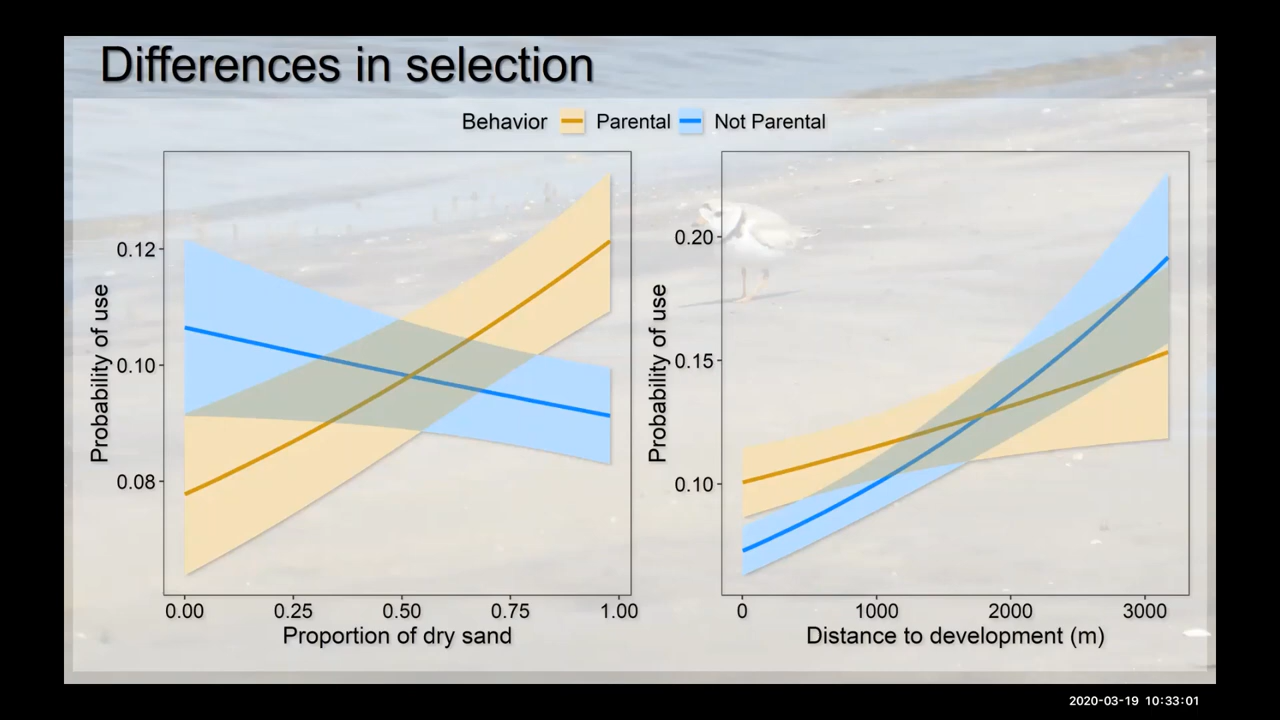 Differences in selection
Behavior Parental Not Parental
Probability of use
0.12
0.10
0.08
0.00 0.25 0.50 0.75 1.00
Proportion of dry sand
Probability of use
0.20
0.15
0.10
0 1000 2000 3000
Distance to development (m)
2020-03-19 10:33:01